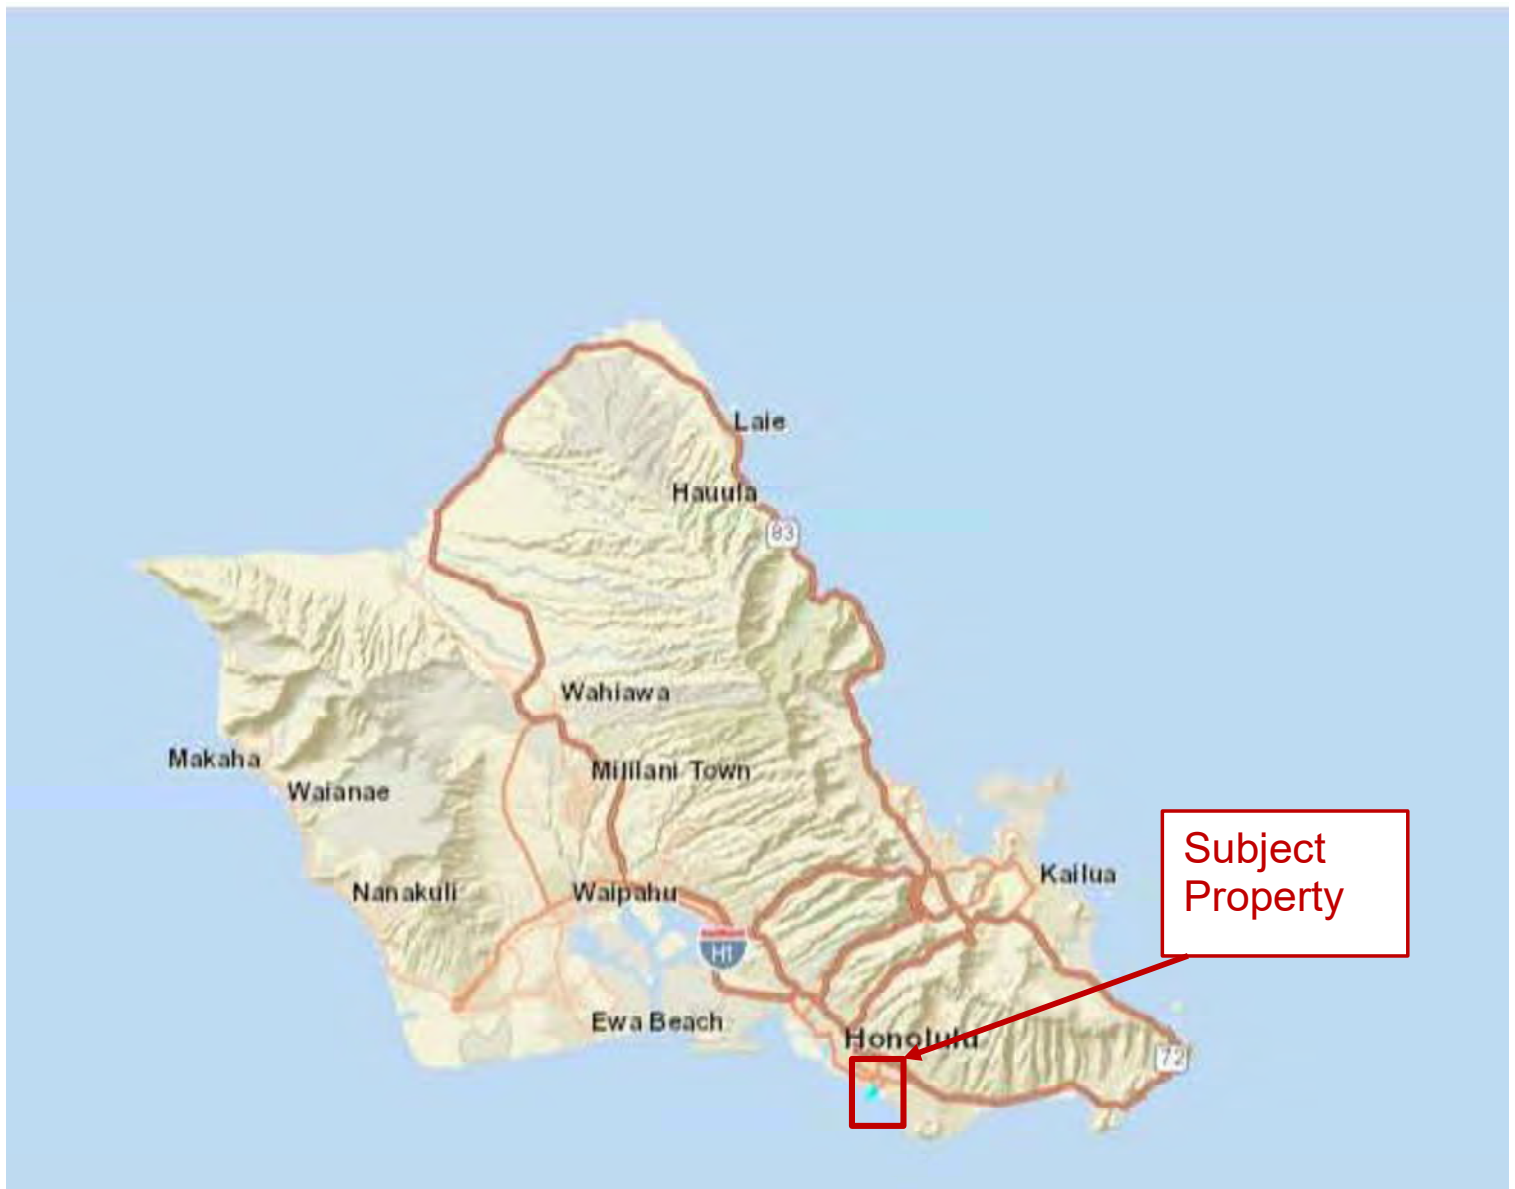 Laie
Hauula
83
Wahiawa
Makaha
Mililani Town
Waianae
Subject
Property
Kailua
Nanakuli
Waipahu
H1
Ewa Beach
Honolulu
72